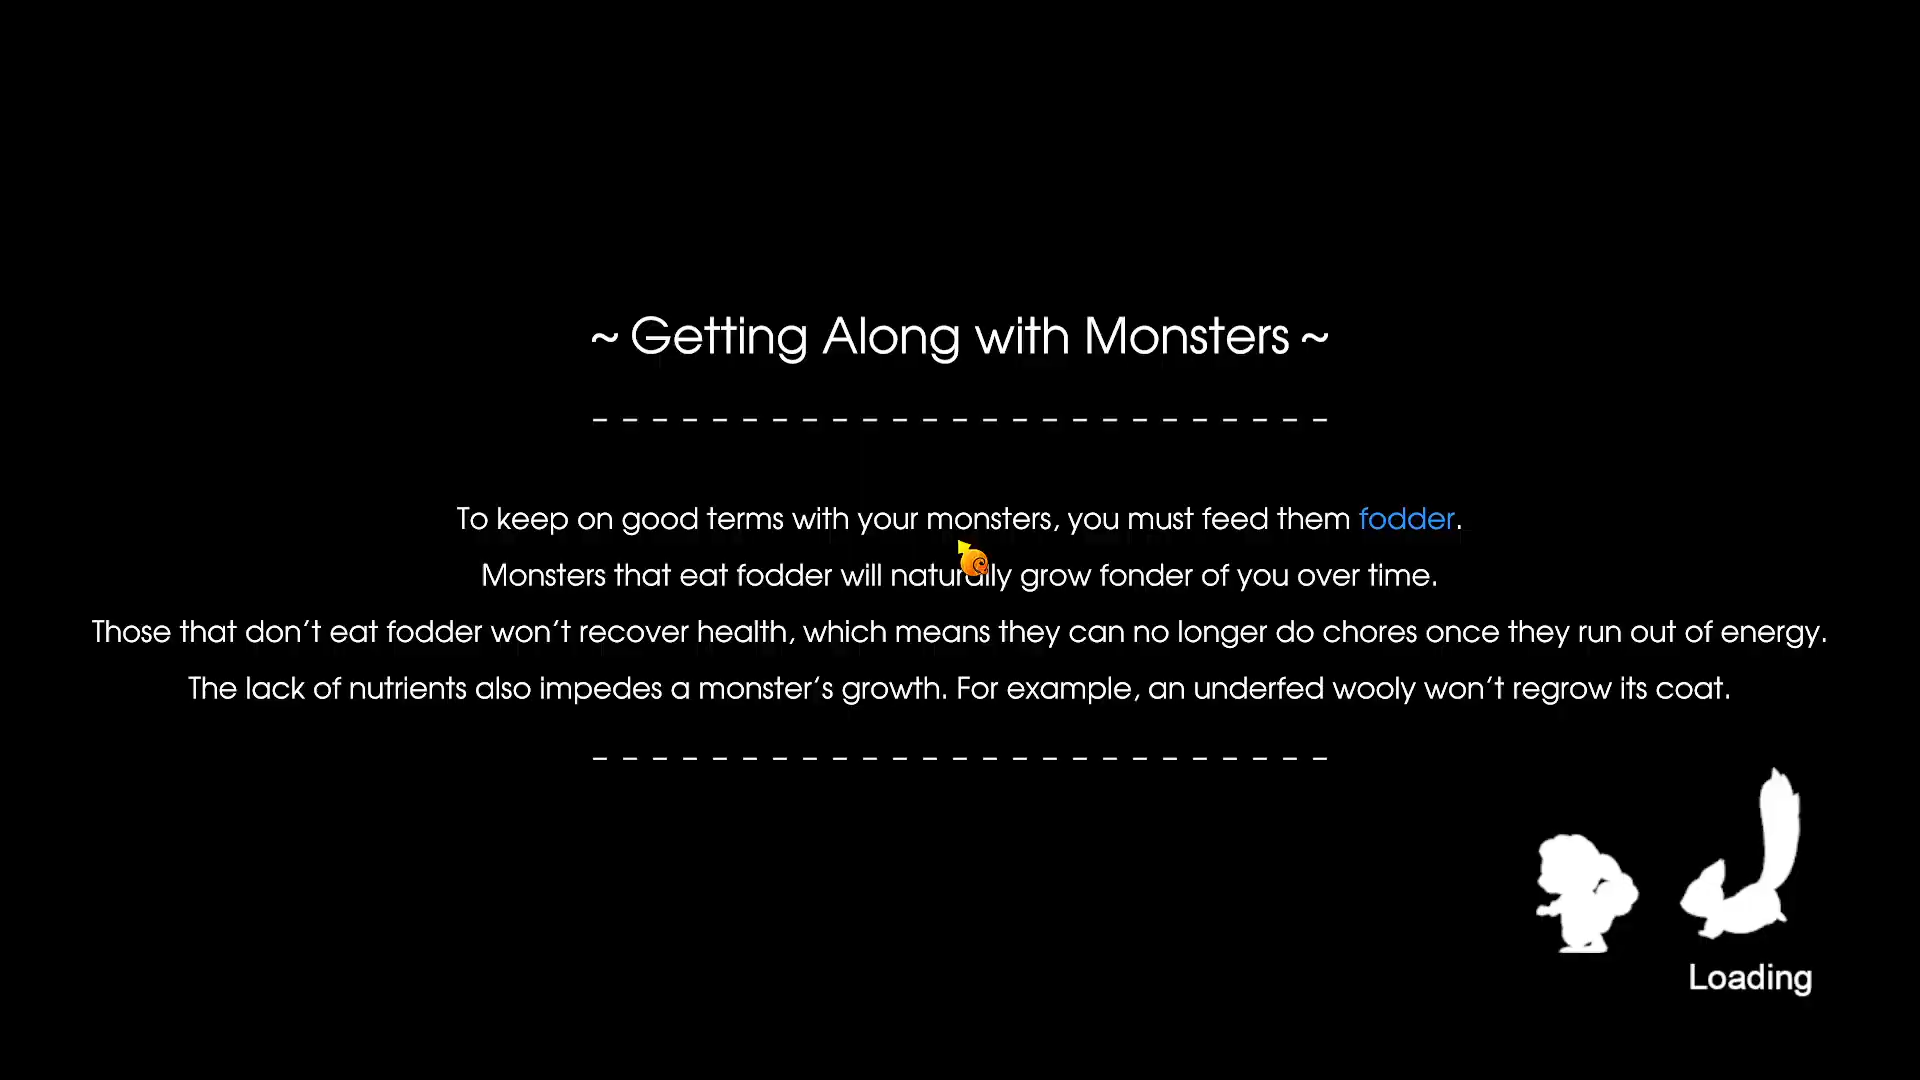 ~ Getting Along with Monsters ~
– – – – – – – – – – – – – – – – – – – – – – – – –
To keep on good terms with your monsters, you must feed them fodder.
Monsters that eat fodder will naturally grow fonder of you over time.
Those that don't eat fodder won't recover health, which means they can no longer do chores once they run out of energy.
The lack of nutrients also impedes a monster's growth. For example, an underfed wooly won't regrow its coat.
– – – – – – – – – – – – – – – – – – – – – – – – –
Loading